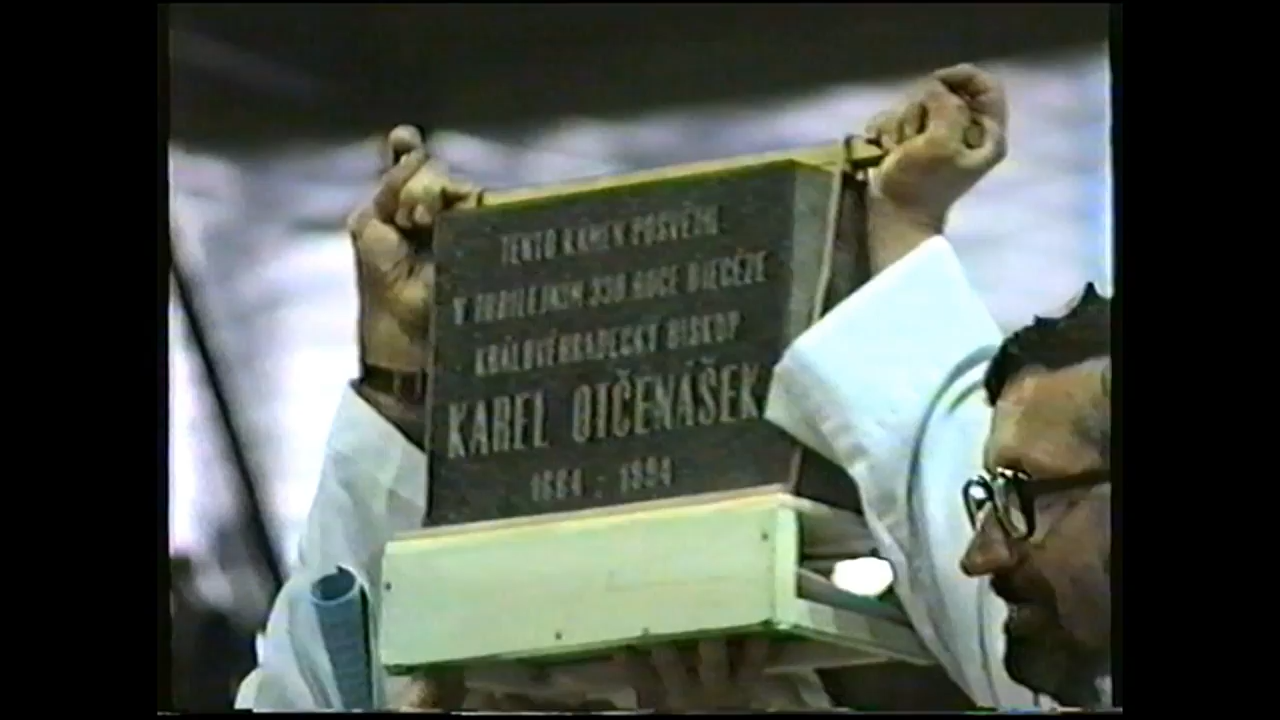 TENTO KÁMEN POSVĚTIL
V JUBILEJNÍM 330. ROCE DIECÉZE
KRÁLOVÉHRADECKÝ BISKUP
KAREL OTČENÁŠEK
1664 - 1994